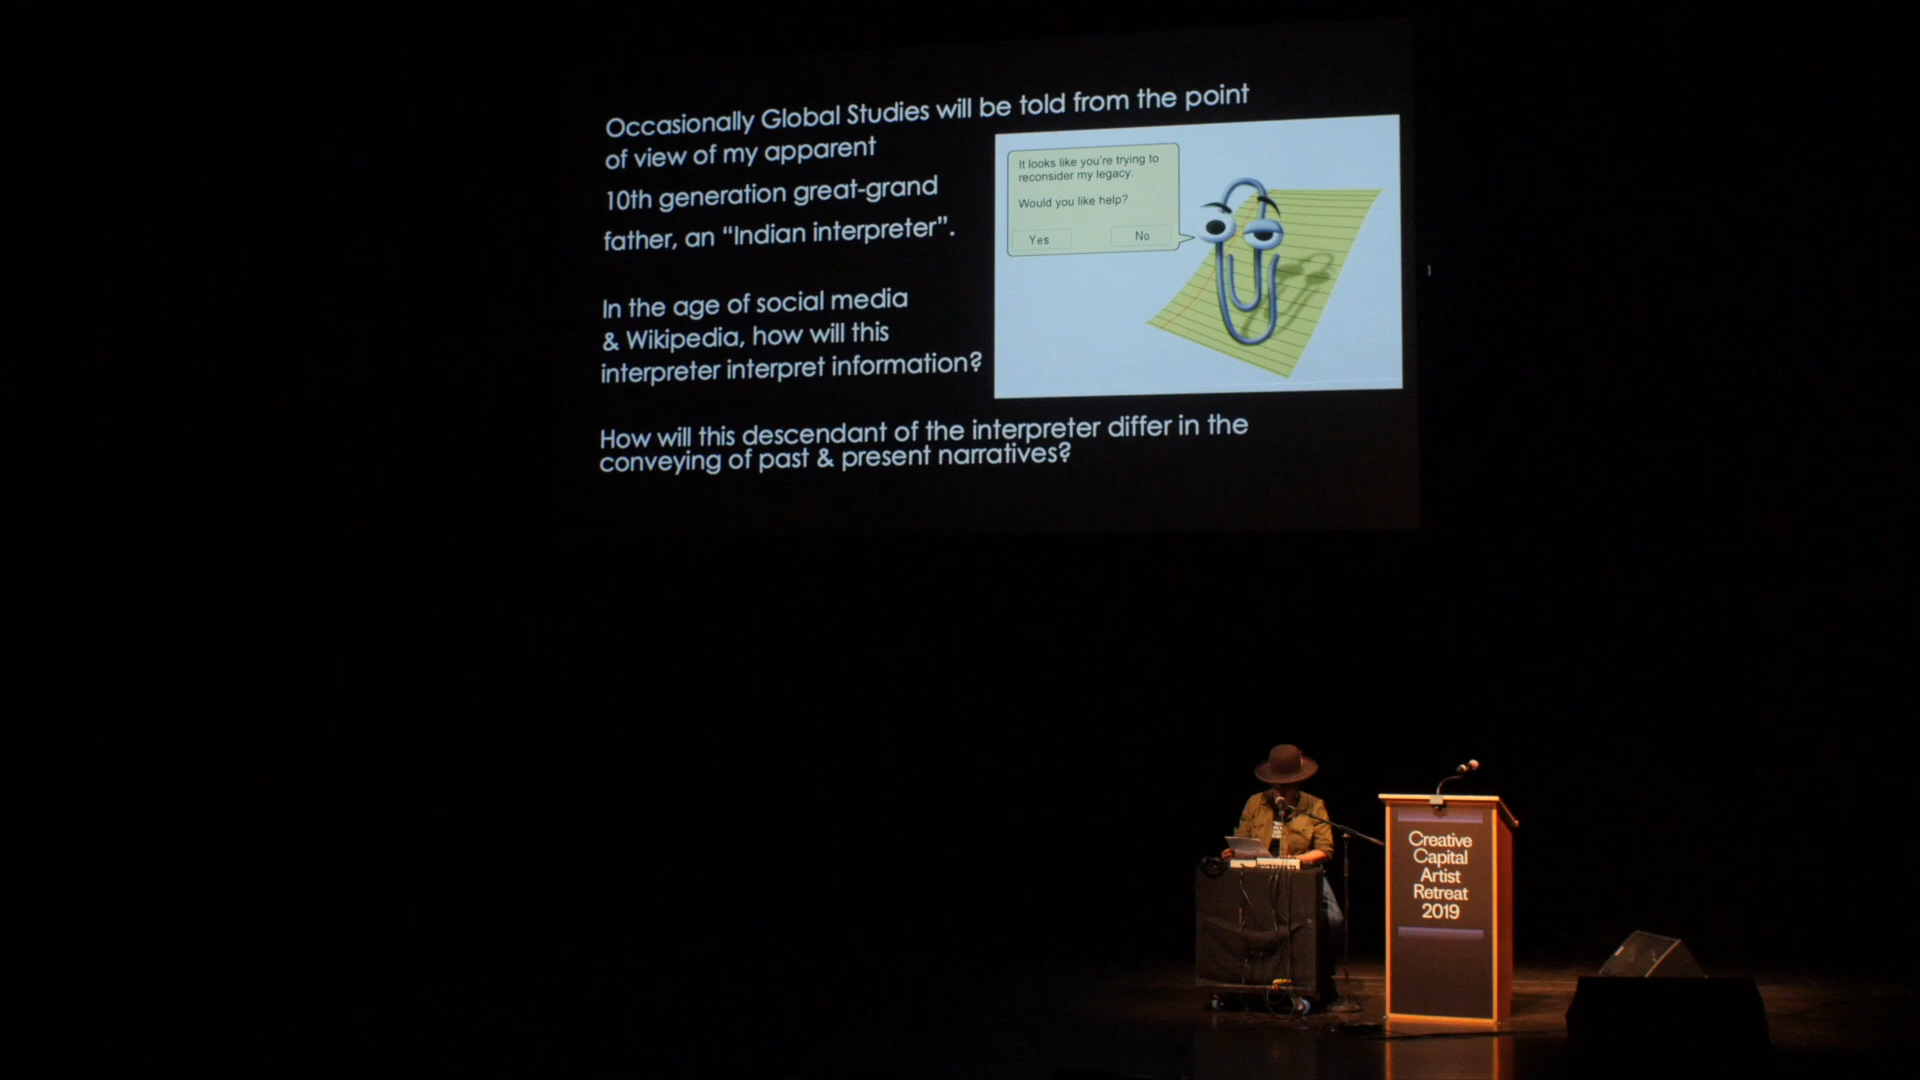 Occasionally Global Studies will be told from the point
of view of my apparent
10th generation great-grand
father, an “Indian interpreter”.
In the age of social media
& Wikipedia, how will this
interpreter interpret information?
How will this descendant of the interpreter differ in the
conveying of past & present narratives?
It looks like you're trying to
reconsider my legacy.
Would you like help?
Yes
No
Creative
Capital
Artist
Retreat
2019